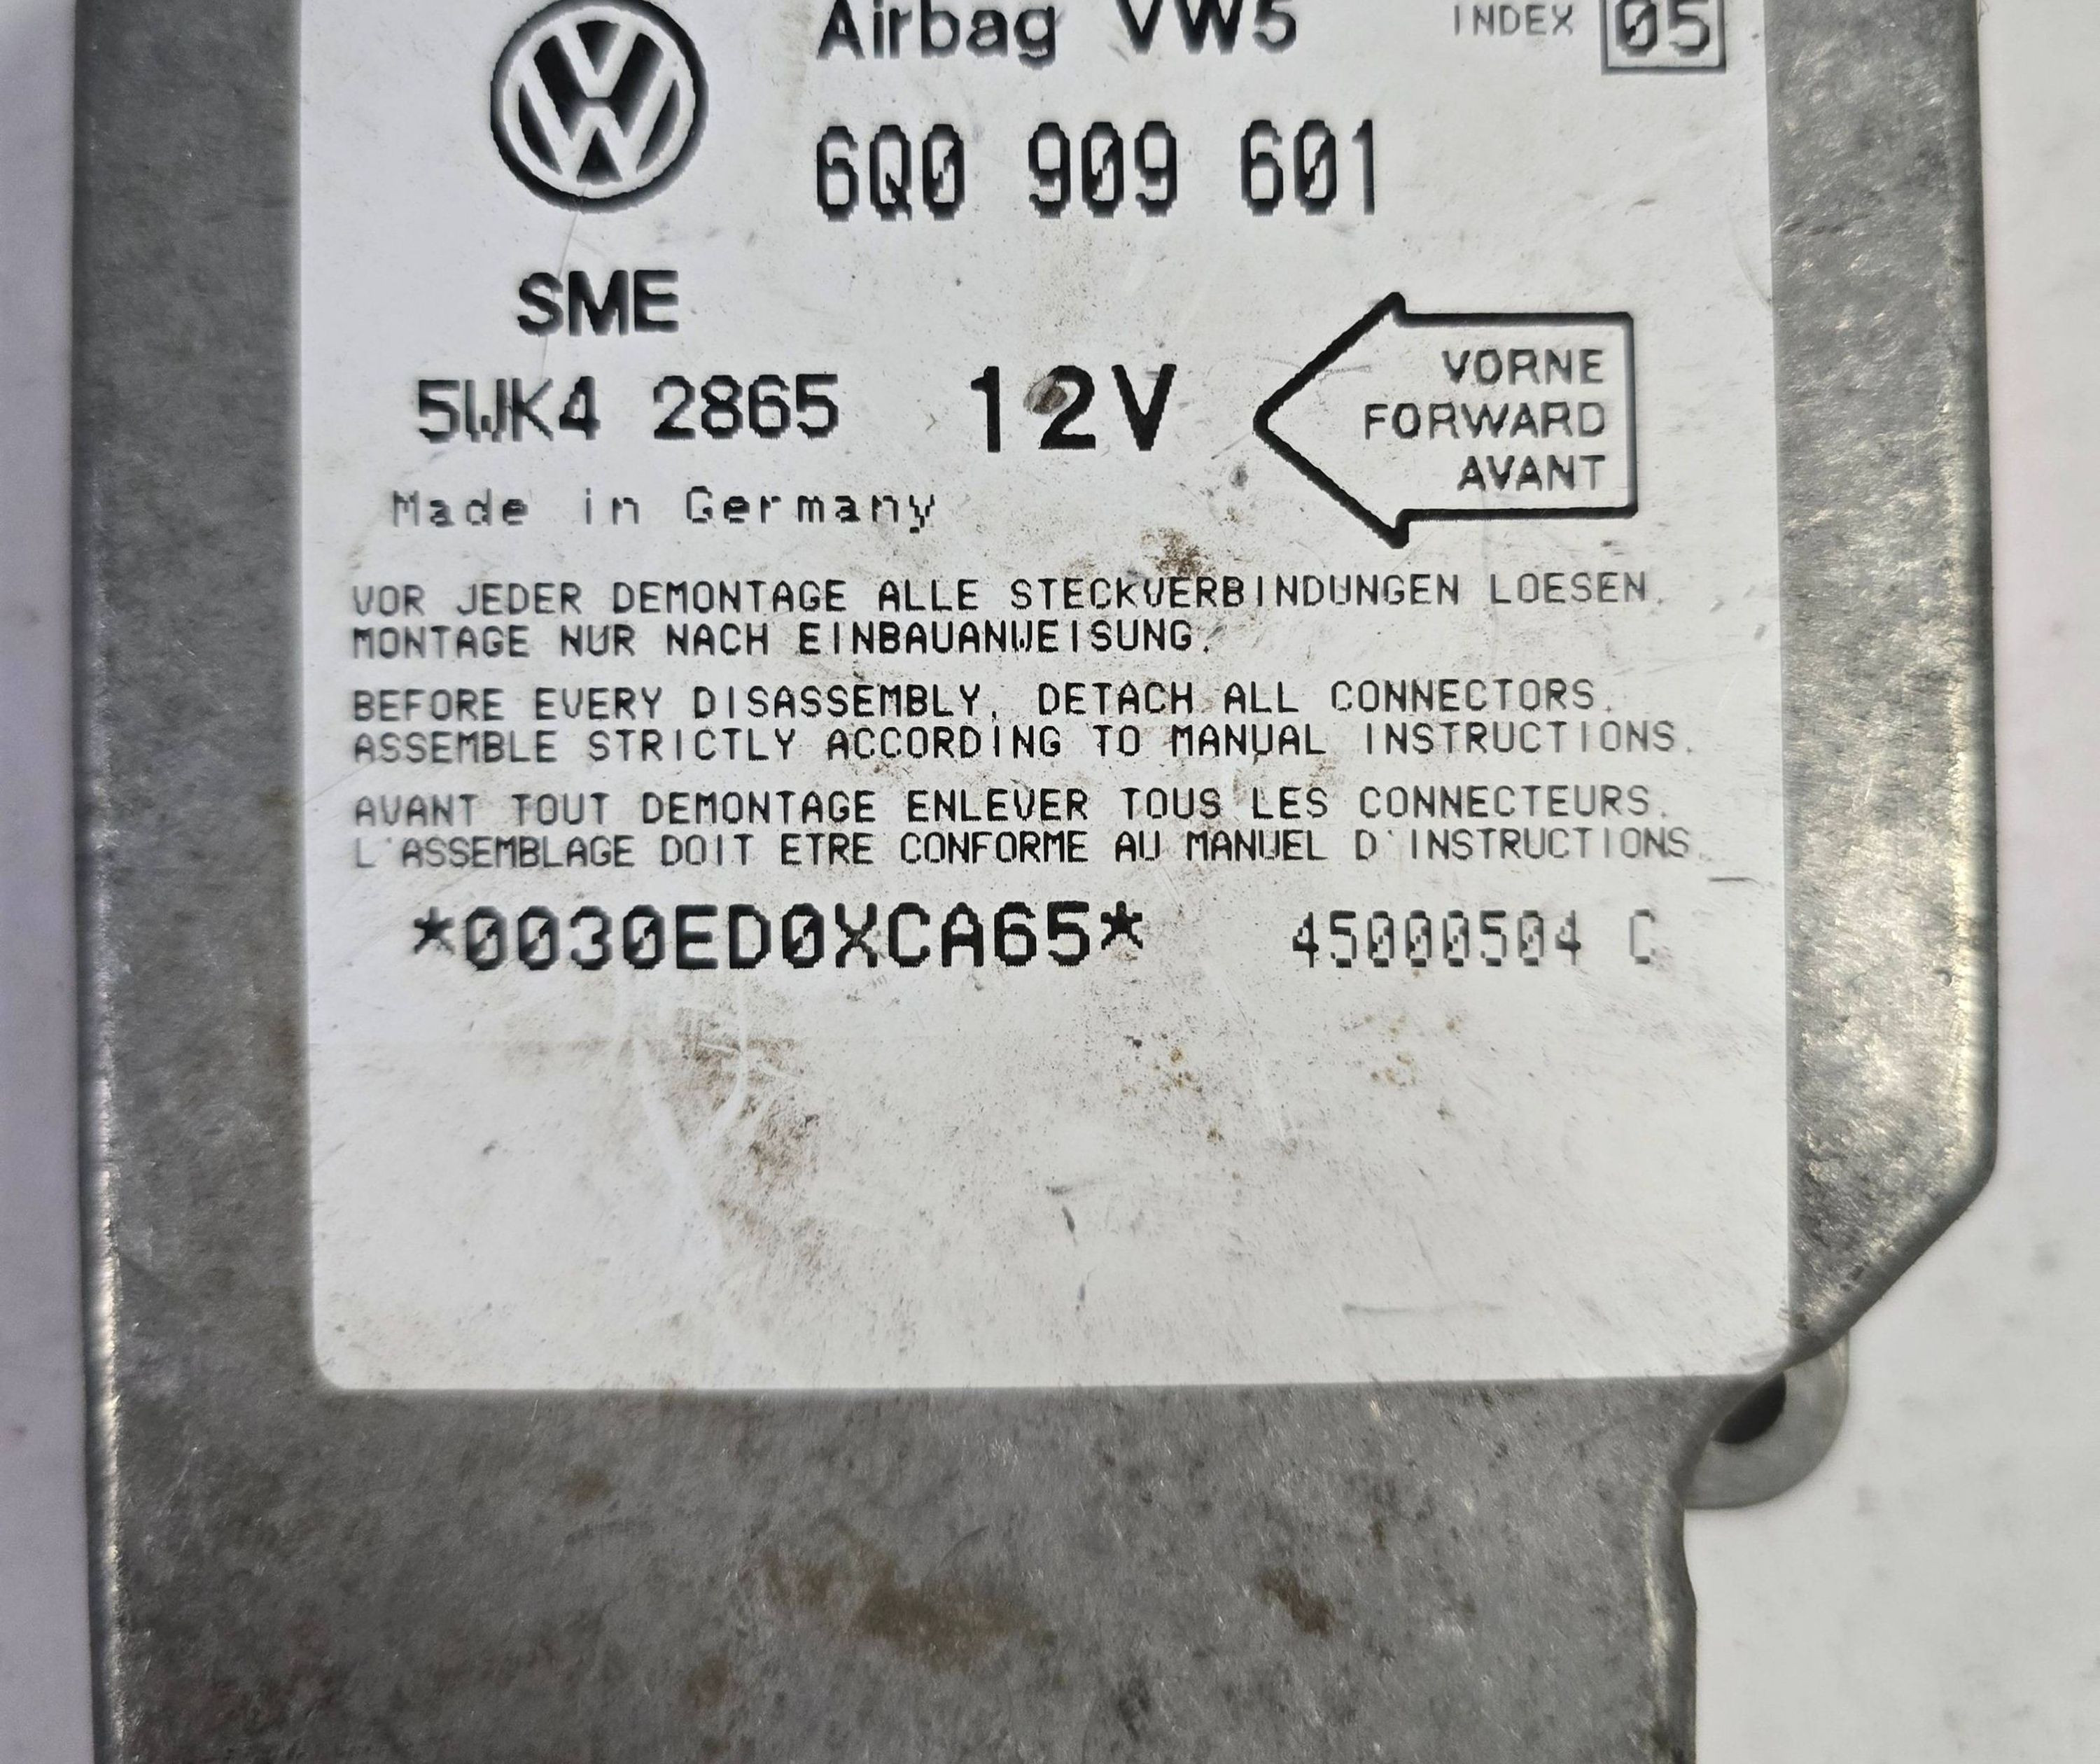 Airbag VW5 INDEX 05
6Q0 909 601
SME
5WK4 2865 12V
VORNE
FORWARD
AVANT
Made in Germany
VOR JEDER DEMONTAGE ALLE STECKVERBINDUNGEN LOESEN.
MONTAGE NUR NACH EINBAUANWEISUNG.
BEFORE EVERY DISASSEMBLY, DETACH ALL CONNECTORS.
ASSEMBLE STRICTLY ACCORDING TO MANUAL INSTRUCTIONS.
AVANT TOUT DEMONTAGE ENLEVER TOUS LES CONNECTEURS.
L'ASSEMBLAGE DOIT ETRE CONFORME AU MANUEL D'INSTRUCTIONS.
*0030ED0XCA65* 45000504 C